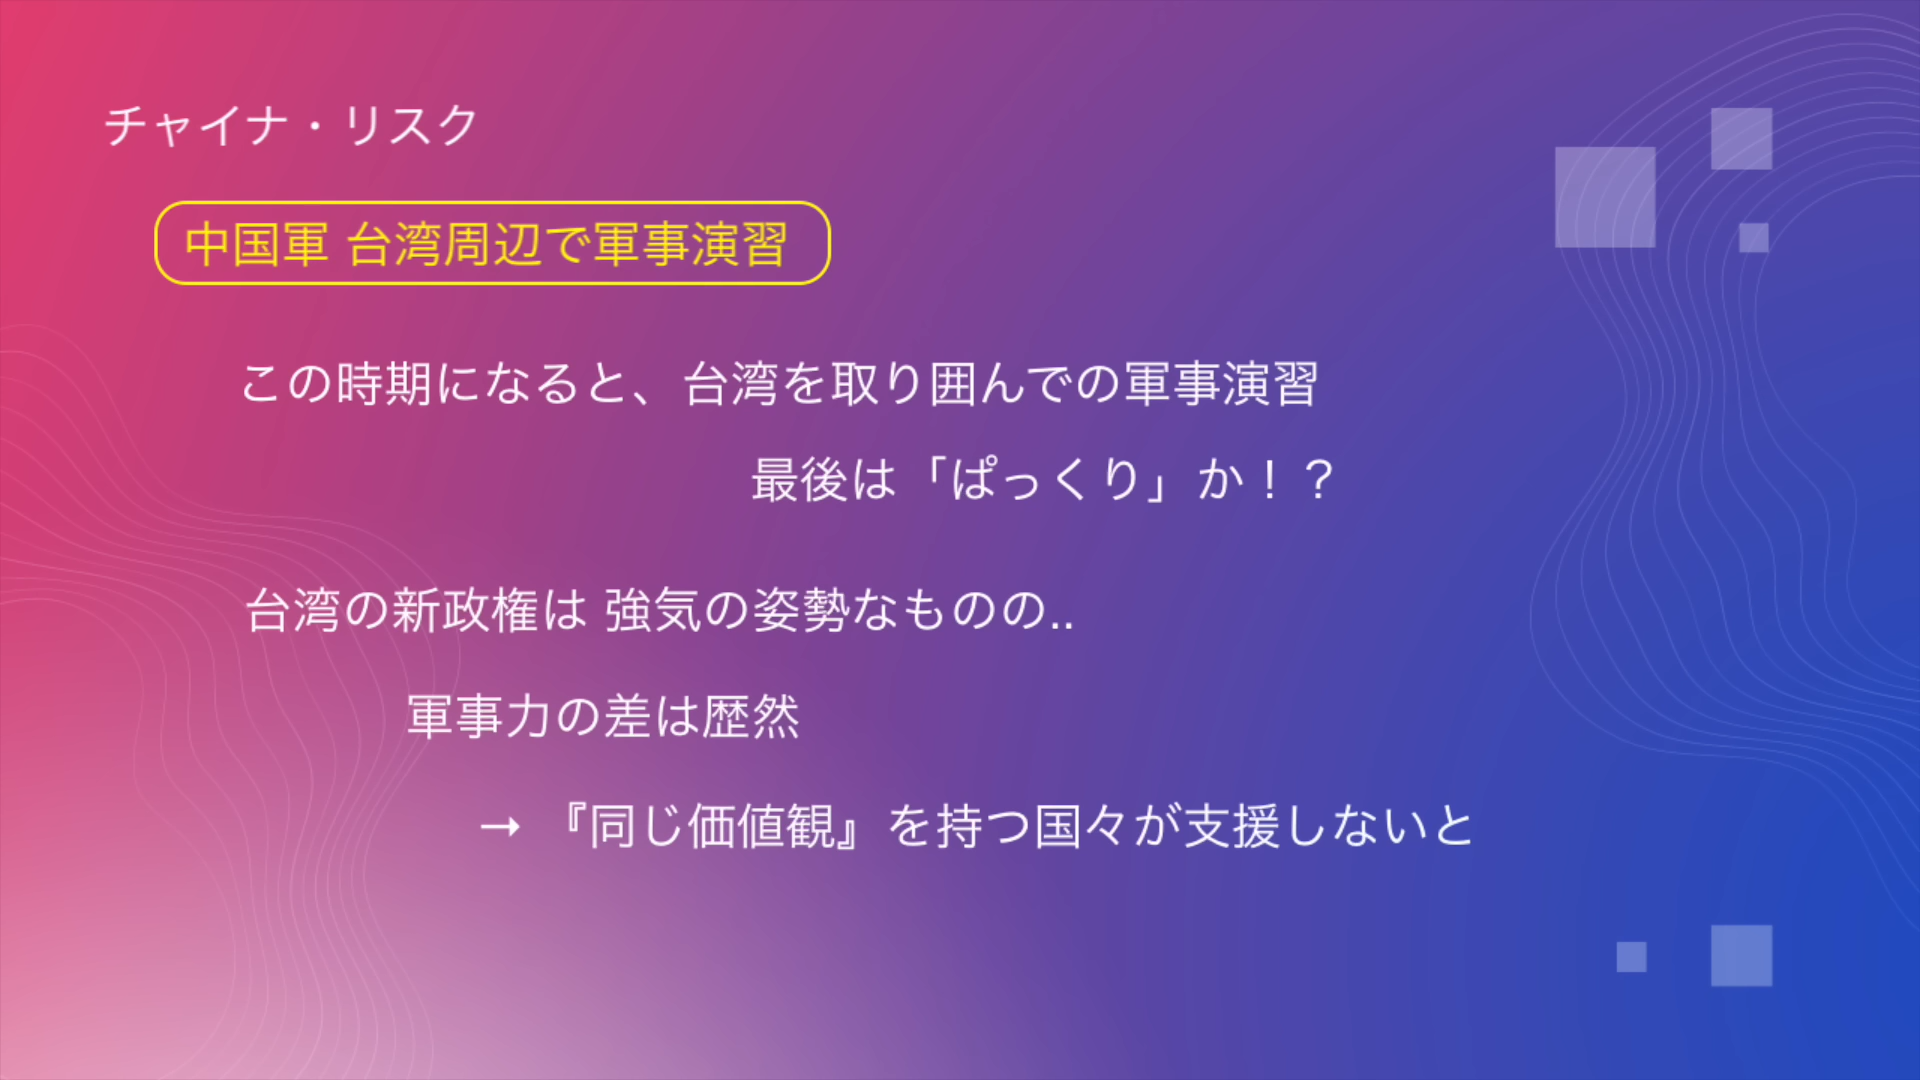 チャイナ・リスク
中国軍 台湾周辺で軍事演習
この時期になると、台湾を取り囲んでの軍事演習
最後は「ぱっくり」か！？
台湾の新政権は 強気の姿勢なものの..
軍事力の差は歴然
→ 『同じ価値観』を持つ国々が支援しないと